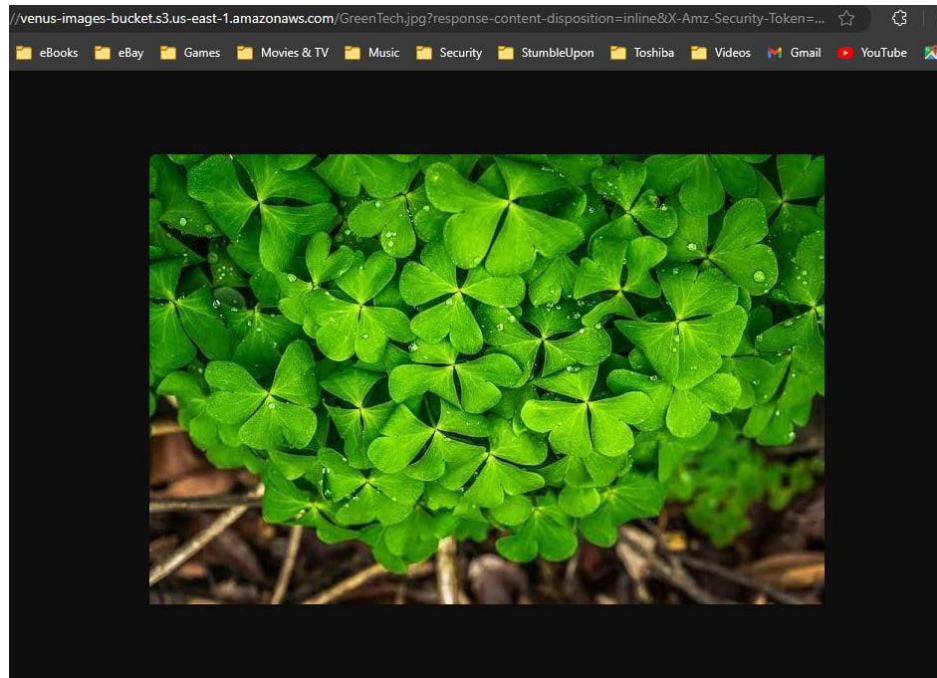 //venus-images-bucket.s3.us-east-1.amazonaws.com/GreenTech.jpg?response-content-disposition=inline&X-Amz-Security-Token=...
eBooks eBay Games Movies & TV Music Security StumbleUpon Toshiba Videos Gmail YouTube